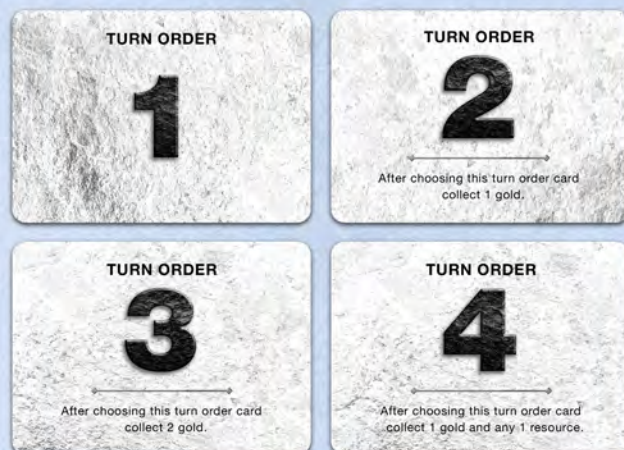 TURN ORDER
1
TURN ORDER
2
After choosing this turn order card
collect 1 gold.
TURN ORDER
3
After choosing this turn order card
collect 2 gold.
TURN ORDER
4
After choosing this turn order card
collect 1 gold and any 1 resource.